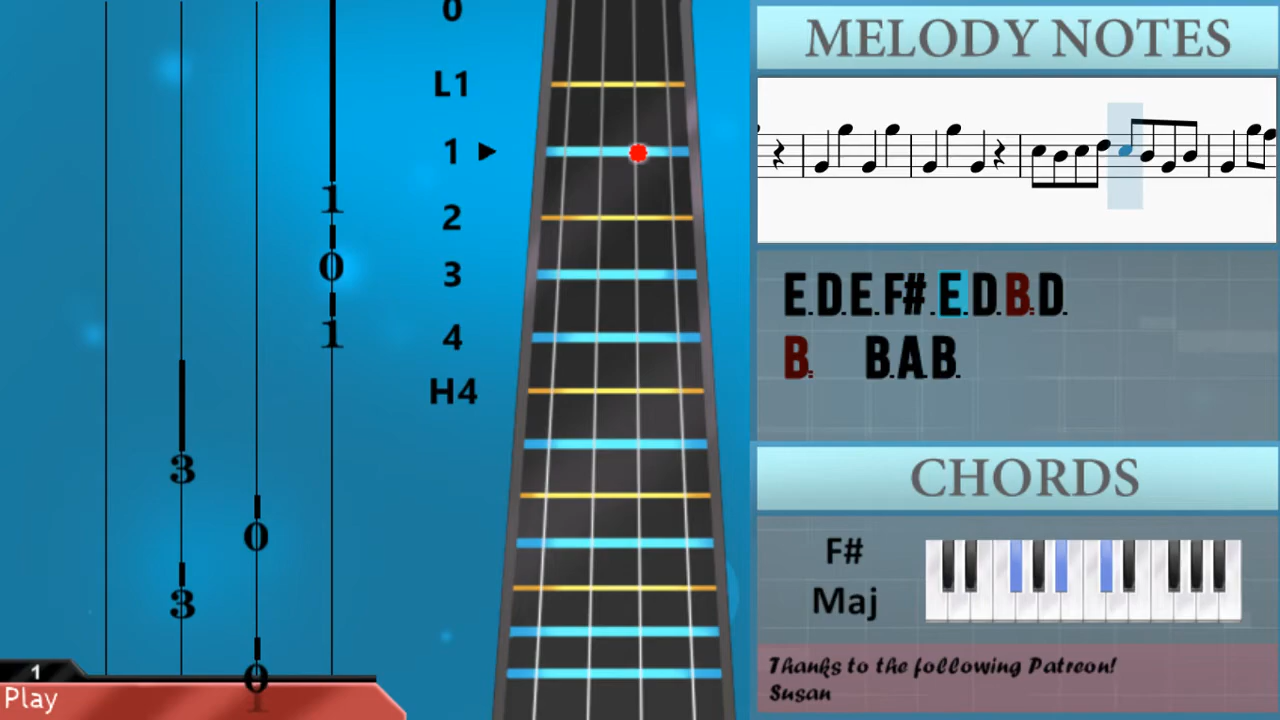 0
L1
1
2
3
4
H4
1
0
1
3
0
3
0
1
Play
MELODY NOTES
E.D.E.F#.E.D.B.D.
B. B.A.B.
CHORDS
F#
Maj
Thanks to the following Patreon!
Susan